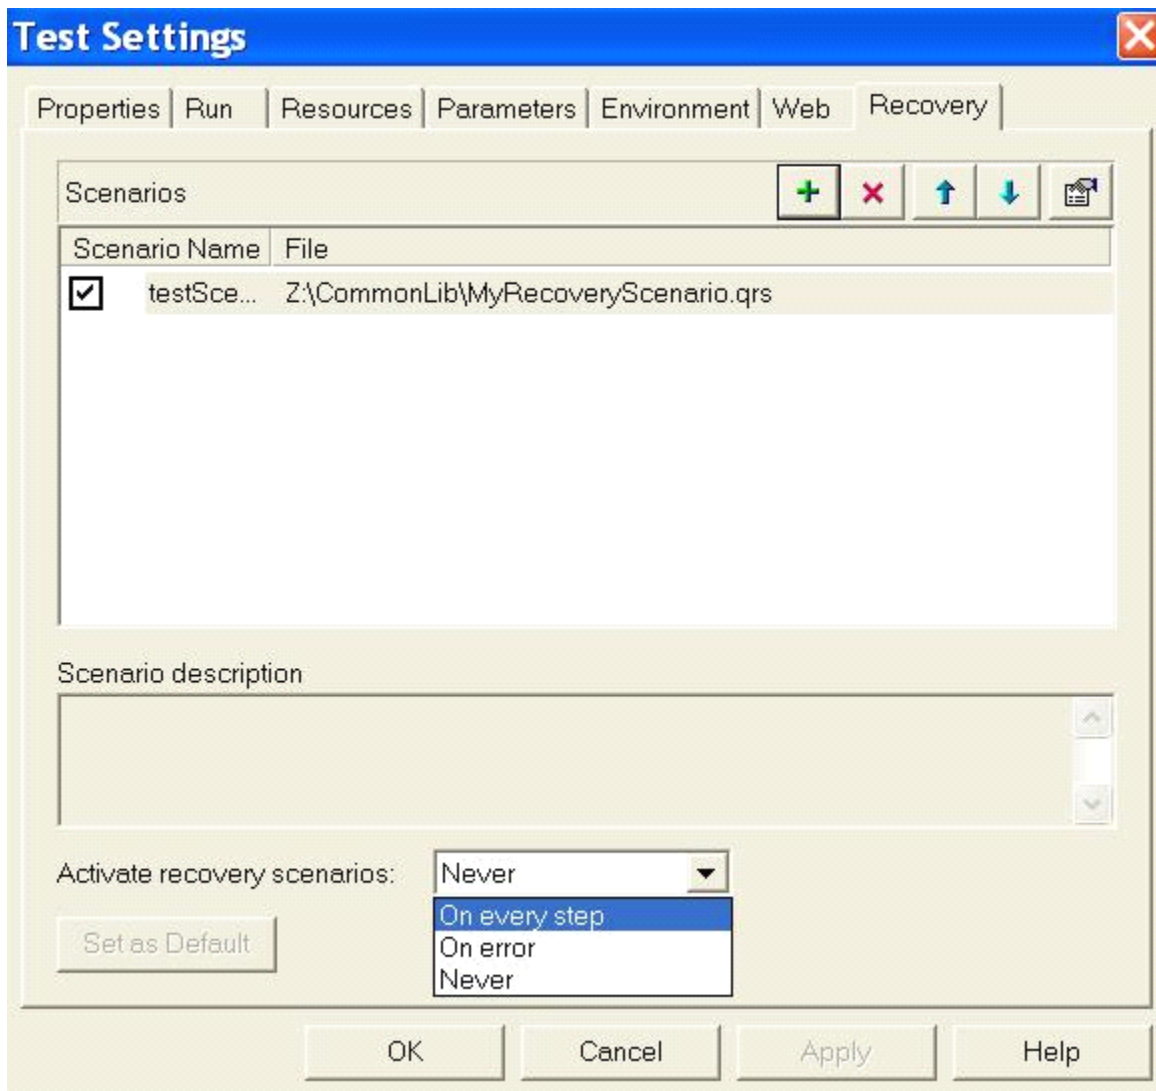 Test Settings
Properties Run Resources Parameters Environment Web Recovery
Scenarios
Scenario Name File
testSce... Z:\CommonLib\MyRecoveryScenario.qrs
Scenario description
Activate recovery scenarios: Never
On every step
Set as Default On error
Never
OK Cancel Apply Help